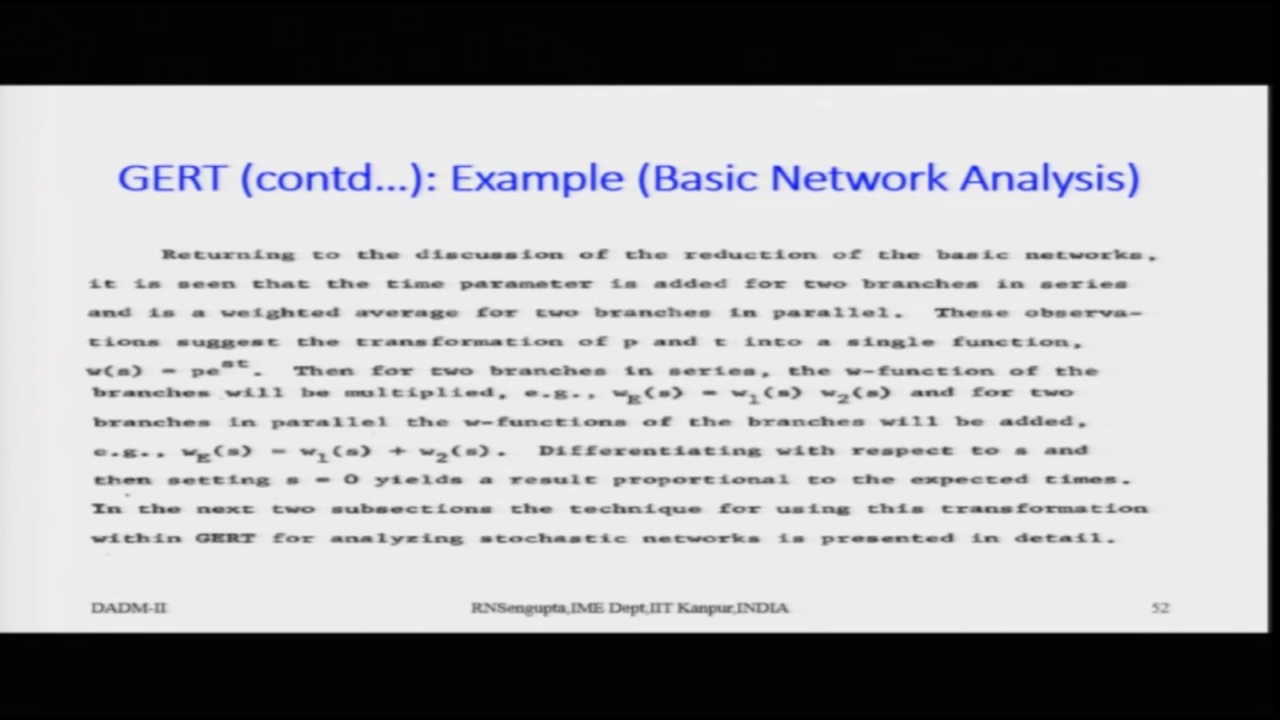 GERT (contd...): Example (Basic Network Analysis)
Returning to the discussion of the reduction of the basic networks,
it is seen that the time parameter is added for two branches in series
and is a weighted average for two branches in parallel. These observa-
tions suggest the transformation of p and t into a single function,
w(s) = pe^st. Then for two branches in series, the w-function of the
branches will be multiplied, e.g., w_E(s) = w_1(s) w_2(s) and for two
branches in parallel the w-functions of the branches will be added,
e.g., w_E(s) = w_1(s) + w_2(s). Differentiating with respect to s and
then setting s = 0 yields a result proportional to the expected times.
In the next two subsections the technique for using this transformation
within GERT for analyzing stochastic networks is presented in detail.
DADM-II RNSengupta,IME Dept,IIT Kanpur,INDIA 52